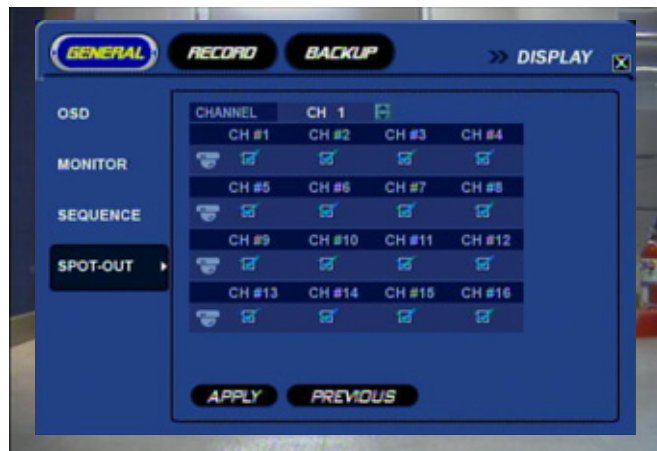 GENERAL RECORD BACKUP >> DISPLAY X
OSD
MONITOR
SEQUENCE
SPOT-OUT
CHANNEL CH 1
CH #1 CH #2 CH #3 CH #4
CH #5 CH #6 CH #7 CH #8
CH #9 CH #10 CH #11 CH #12
CH #13 CH #14 CH #15 CH #16
APPLY PREVIOUS